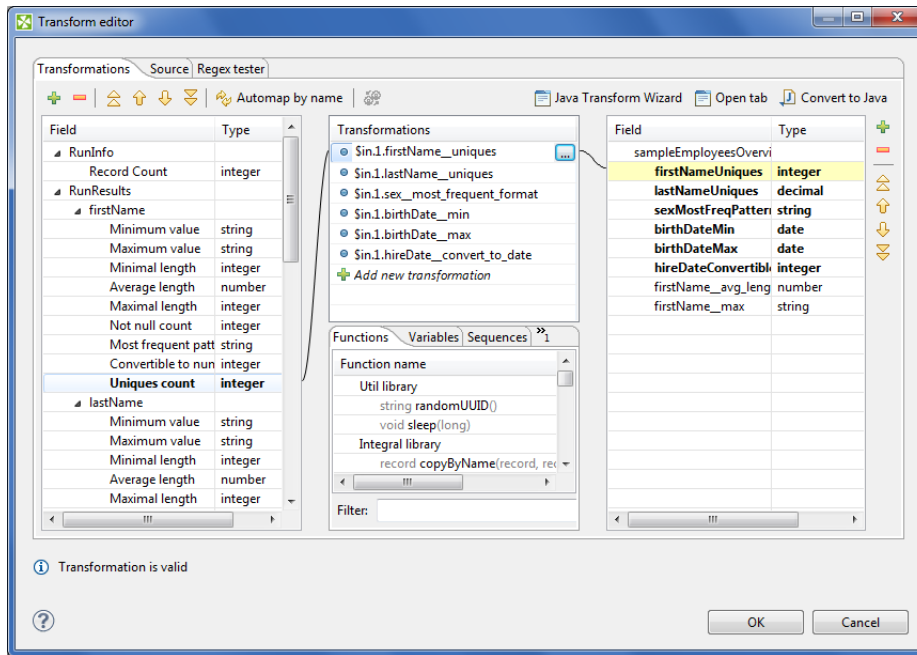 Transform editor
Transformations Source Regex tester
Automap by name Java Transform Wizard Open tab Convert to Java
Field Type
RunInfo
Record Count integer
RunResults
firstName
Minimum value string
Maximum value string
Minimal length integer
Average length number
Maximal length integer
Not null count integer
Most frequent patt string
Convertible to num integer
Uniques count integer
lastName
Minimum value string
Maximum value string
Minimal length integer
Average length number
Maximal length integer
Transformations
$in.1.firstName__uniques ...
$in.1.lastName__uniques
$in.1.sex__most_frequent_format
$in.1.birthDate__min
$in.1.birthDate__max
$in.1.hireDate__convert_to_date
Add new transformation
Functions Variables Sequences »1
Function name
Util library
string randomUUID()
void sleep(long)
Integral library
record copyByName(record, rec
Filter:
Field Type
sampleEmployeesOvervi
firstNameUniques integer
lastNameUniques decimal
sexMostFreqPattern string
birthDateMin date
birthDateMax date
hireDateConvertible integer
firstName__avg_leng number
firstName__max string
Transformation is valid
? OK Cancel